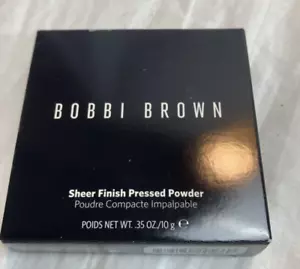 BOBBI BROWN
Sheer Finish Pressed Powder
Poudre Compacte Impalpable
POIDS NET WT. .35 OZ./10 g ℮